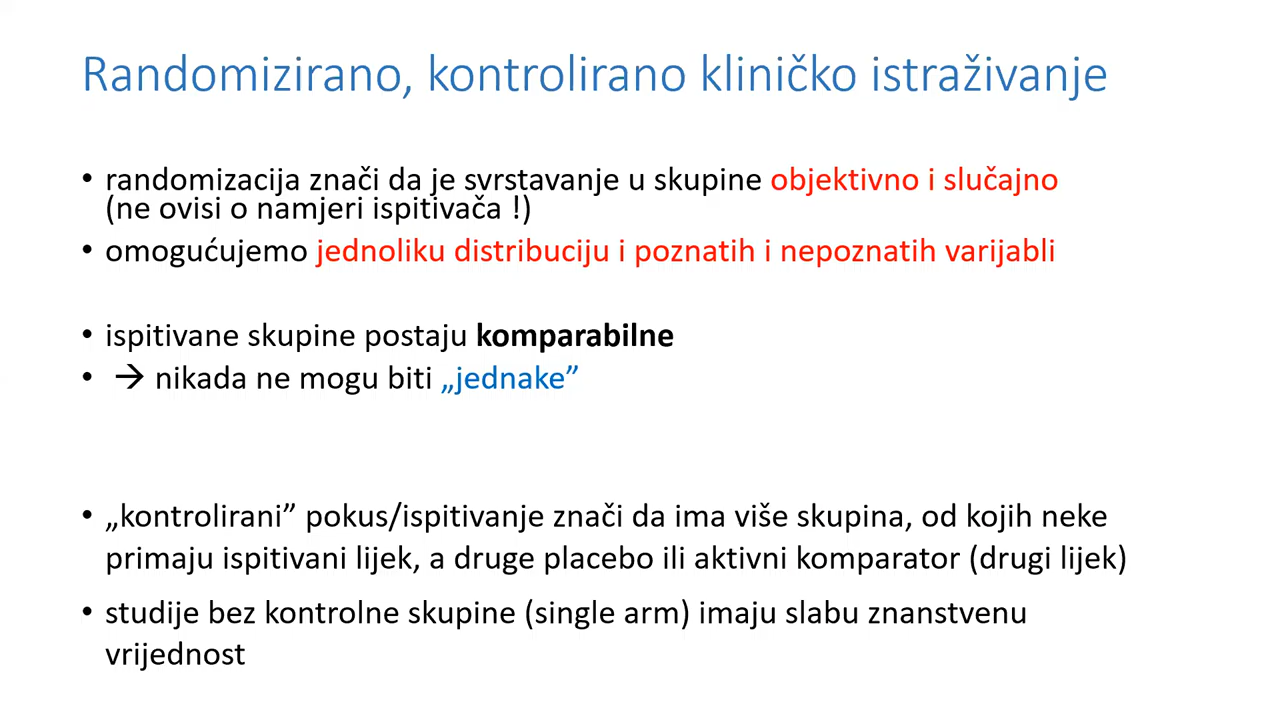 Randomizirano, kontrolirano kliničko istraživanje
• randomizacija znači da je svrstavanje u skupine objektivno i slučajno
(ne ovisi o namjeri ispitivača !)
• omogućujemo jednoliku distribuciju i poznatih i nepoznatih varijabli
• ispitivane skupine postaju komparabilne
• → nikada ne mogu biti „jednake”
• „kontrolirani” pokus/ispitivanje znači da ima više skupina, od kojih neke
primaju ispitivani lijek, a druge placebo ili aktivni komparator (drugi lijek)
• studije bez kontrolne skupine (single arm) imaju slabu znanstvenu
vrijednost